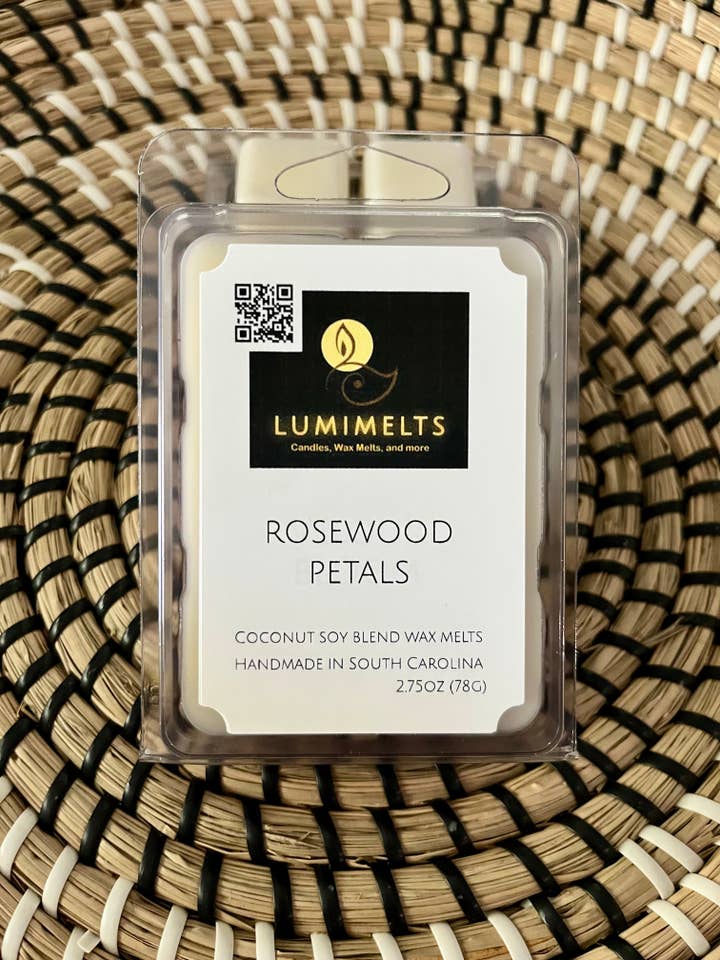 LUMIMELTS
Candles, Wax Melts, and more
ROSEWOOD
PETALS
COCONUT SOY BLEND WAX MELTS
HANDMADE IN SOUTH CAROLINA
2.75OZ (78G)